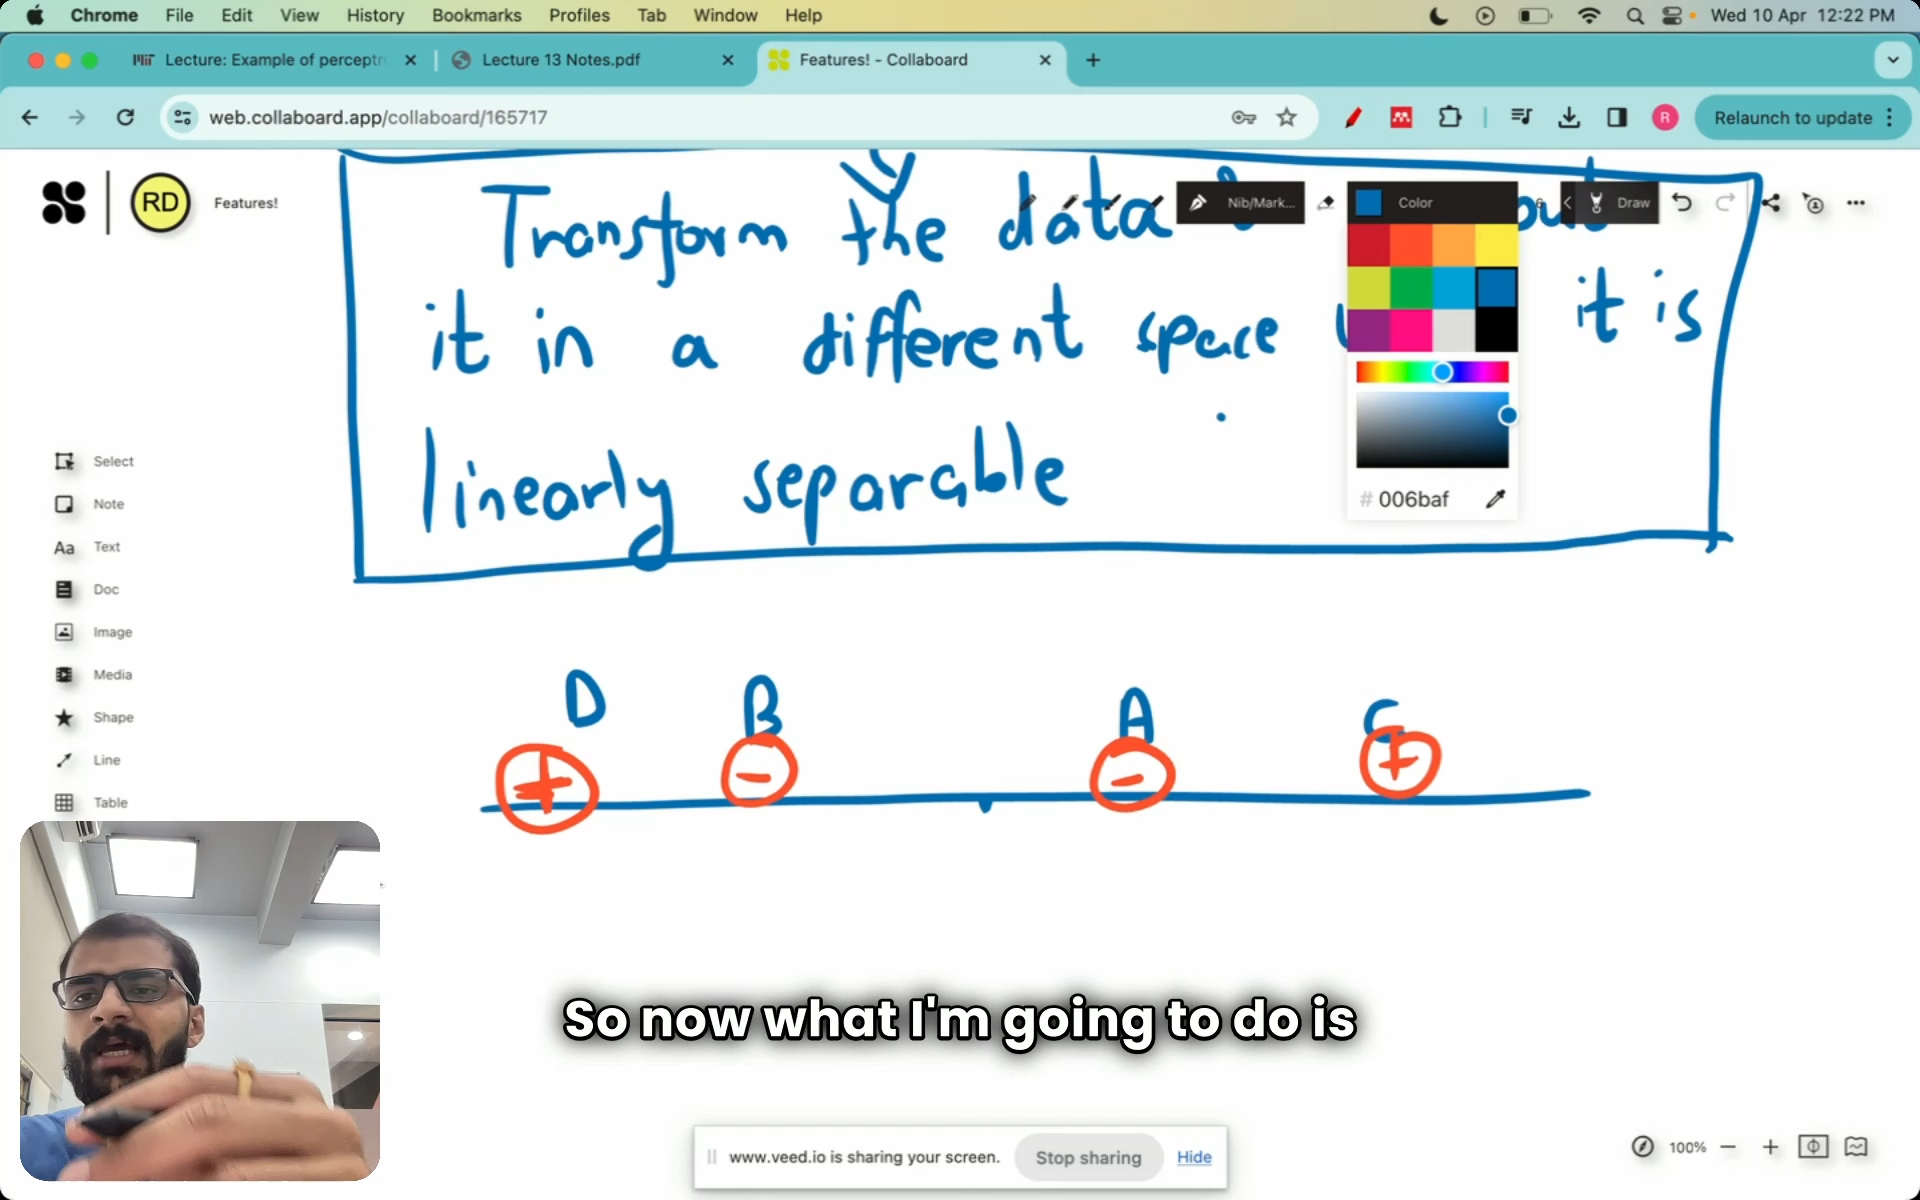 Chrome File Edit View History Bookmarks Profiles Tab Window Help Wed 10 Apr 12:22 PM
Lecture: Example of perceptr Lecture 13 Notes.pdf Features! - Collaboard
web.collaboard.app/collaboard/165717 R Relaunch to update
RD Features! Nib/Mark... Color Draw
Transform the data
it in a different space it is
linearly separable
# 006baf
Select
Note
Aa Text
Doc
Image
Media
Shape
Line
Table
D B A C
+ - - +
So now what I'm going to do is
www.veed.io is sharing your screen. Stop sharing Hide
100%